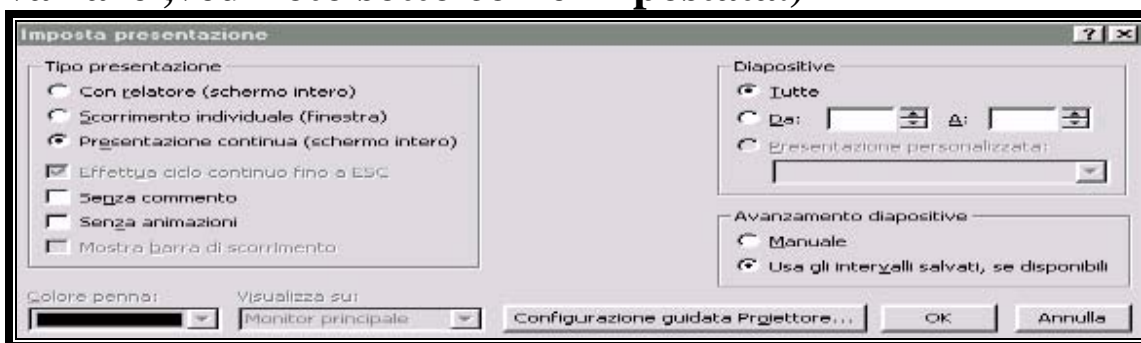 Imposta presentazione
Tipo presentazione
Con relatore (schermo intero)
Scorrimento individuale (finestra)
Presentazione continua (schermo intero)
Effettua ciclo continuo fino a ESC
Senza commento
Senza animazioni
Mostra barra di scorrimento
Diapositive
Tutte
Da: A:
Presentazione personalizzata:
Avanzamento diapositive
Manuale
Usa gli intervalli salvati, se disponibili
Colore penna: Visualizza su:
Monitor principale
Configurazione guidata Proiettore... OK Annulla